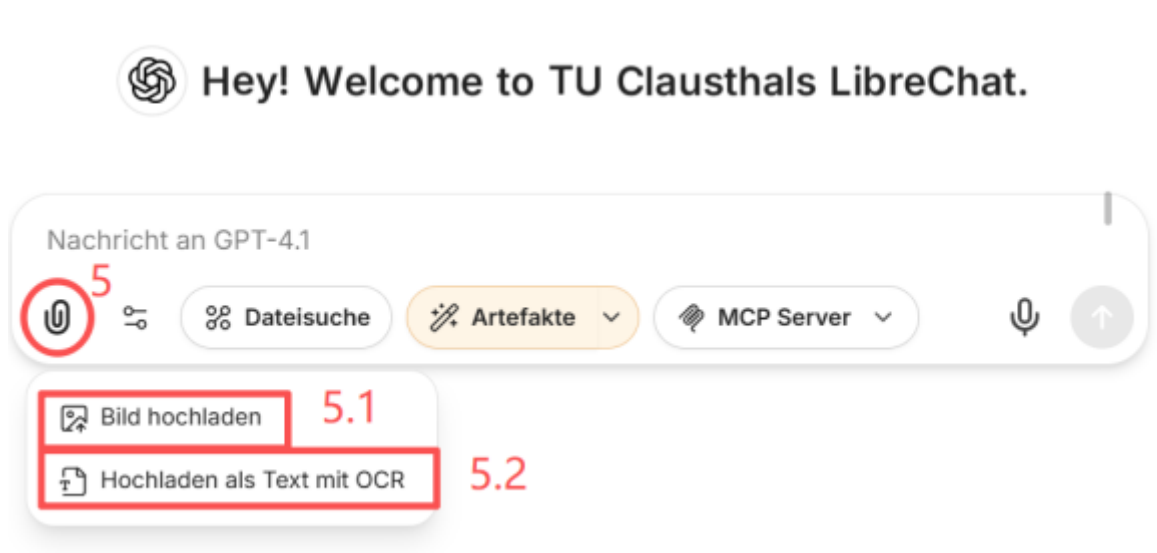 Hey! Welcome to TU Clausthals LibreChat.
Nachricht an GPT-4.1
5
Dateisuche Artefakte MCP Server
Bild hochladen 5.1
Hochladen als Text mit OCR 5.2